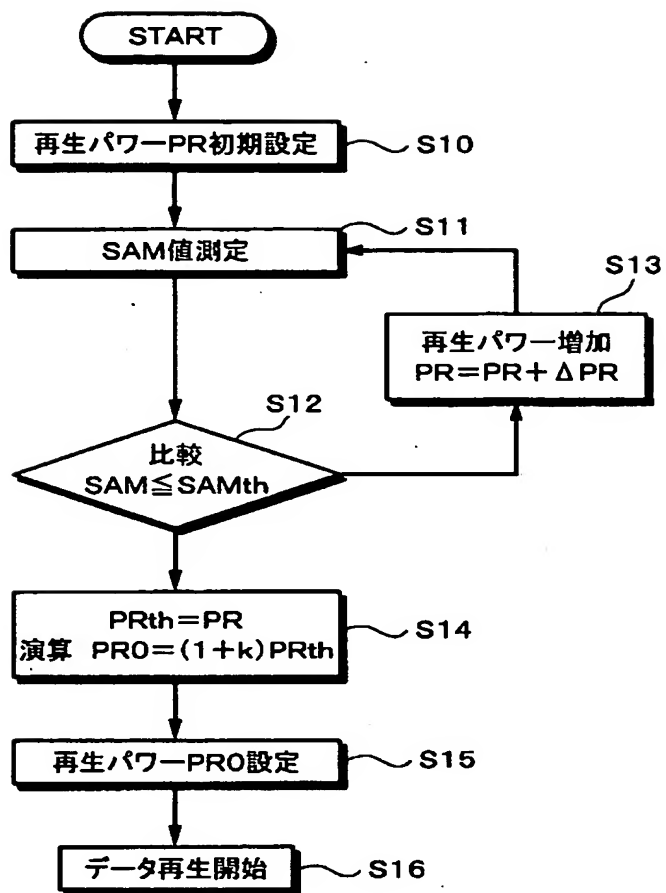 START
再生パワーPR初期設定
S10
S11
SAM値測定
S13
再生パワー増加
PR=PR+ΔPR
S12
比較
SAM≦SAMth
PRth=PR
演算 PR0=(1+k)PRth
S14
再生パワーPR0設定
S15
データ再生開始
S16